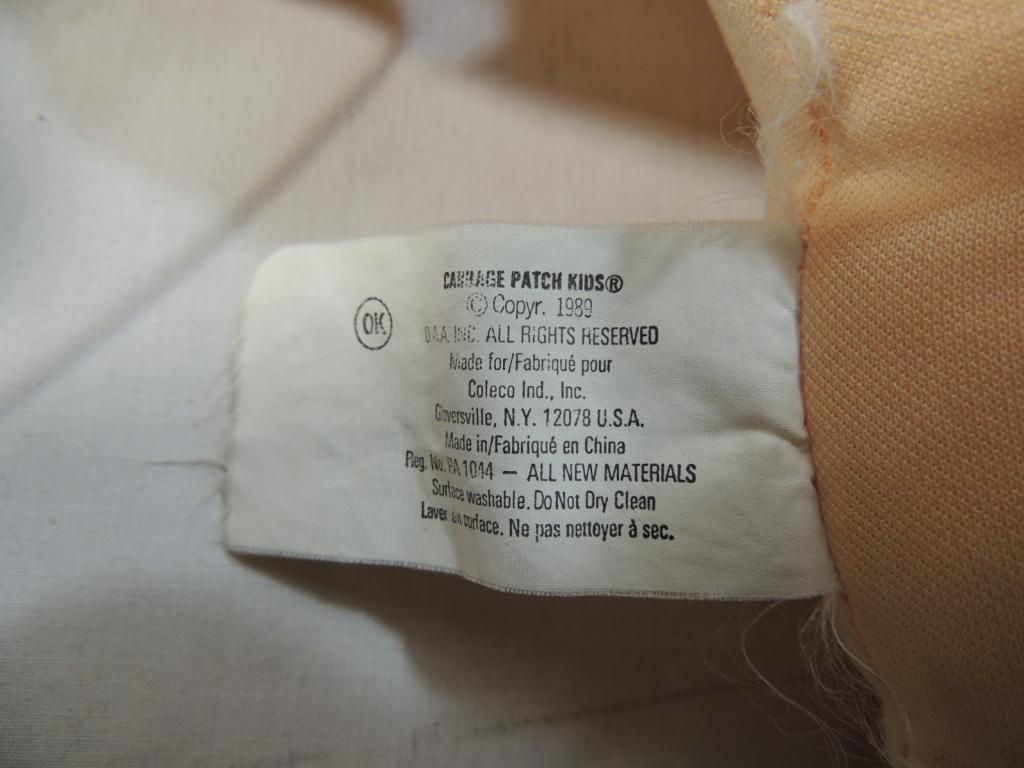 CABBAGE PATCH KIDS®
© Copyr. 1989
OK
OAA, INC. ALL RIGHTS RESERVED
Made for/Fabriqué pour
Coleco Ind., Inc.
Gloversville, N.Y. 12078 U.S.A.
Made in/Fabriqué en China
Reg. No. PA 1044 — ALL NEW MATERIALS
Surface washable. Do Not Dry Clean
Laver en surface. Ne pas nettoyer à sec.